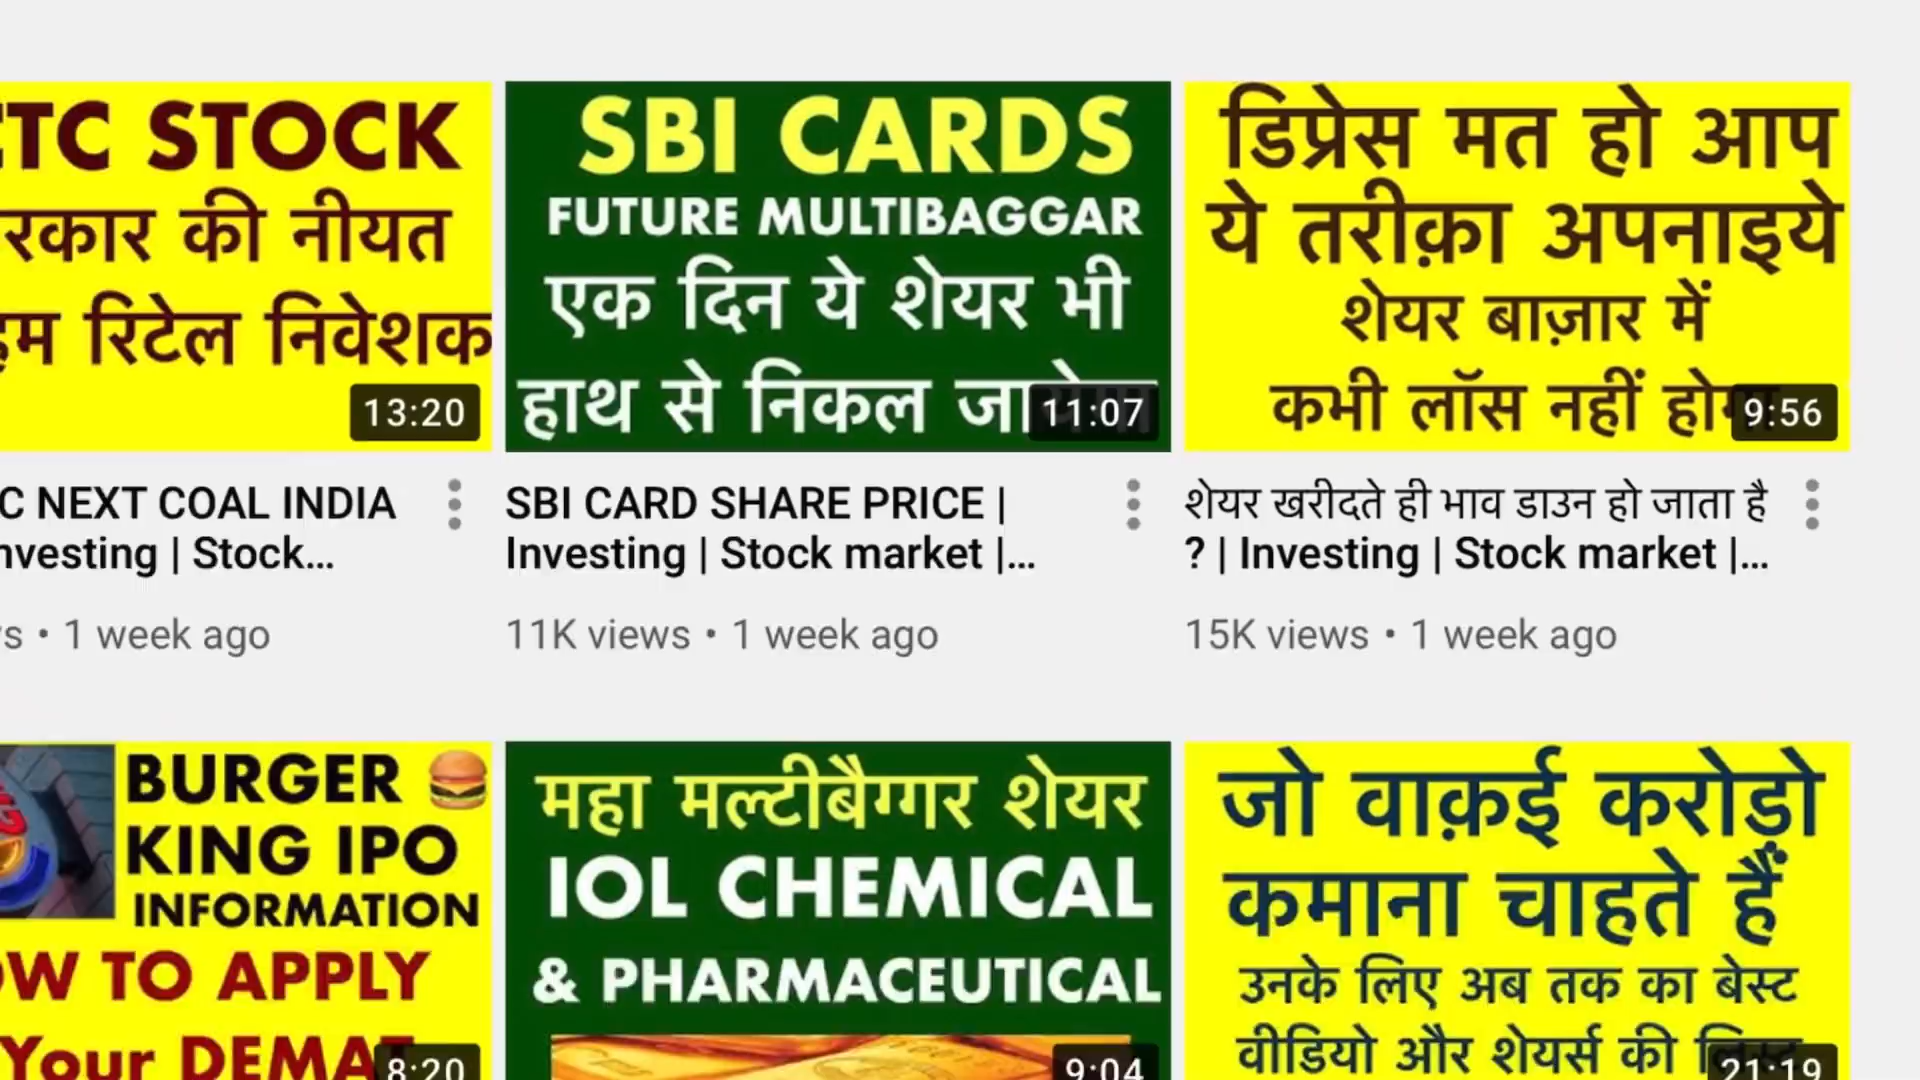 STOCK
की नीयत
रिटेल निवेशक
13:20
NEXT COAL INDIA
| Stock...
• 1 week ago
SBI CARDS
FUTURE MULTIBAGGAR
एक दिन ये शेयर भी
हाथ से निकल
11:07
SBI CARD SHARE PRICE |
Investing | Stock market |...
11K views • 1 week ago
डिप्रेस मत हो आप
ये तरीक़ा अपनाइये
शेयर बाज़ार में
कभी लॉस नहीं
9:56
शेयर खरीदते ही भाव डाउन हो जाता है
? | Investing | Stock market |...
15K views • 1 week ago
BURGER
KING IPO
INFORMATION
TO APPLY
Your
8:20
महा मल्टीबैग्गर शेयर
IOL CHEMICAL
& PHARMACEUTICAL
9:04
जो वाक़ई करोड़ो
कमाना चाहते हैं
उनके लिए अब तक का बेस्ट
वीडियो और शेयर्स की
21:19